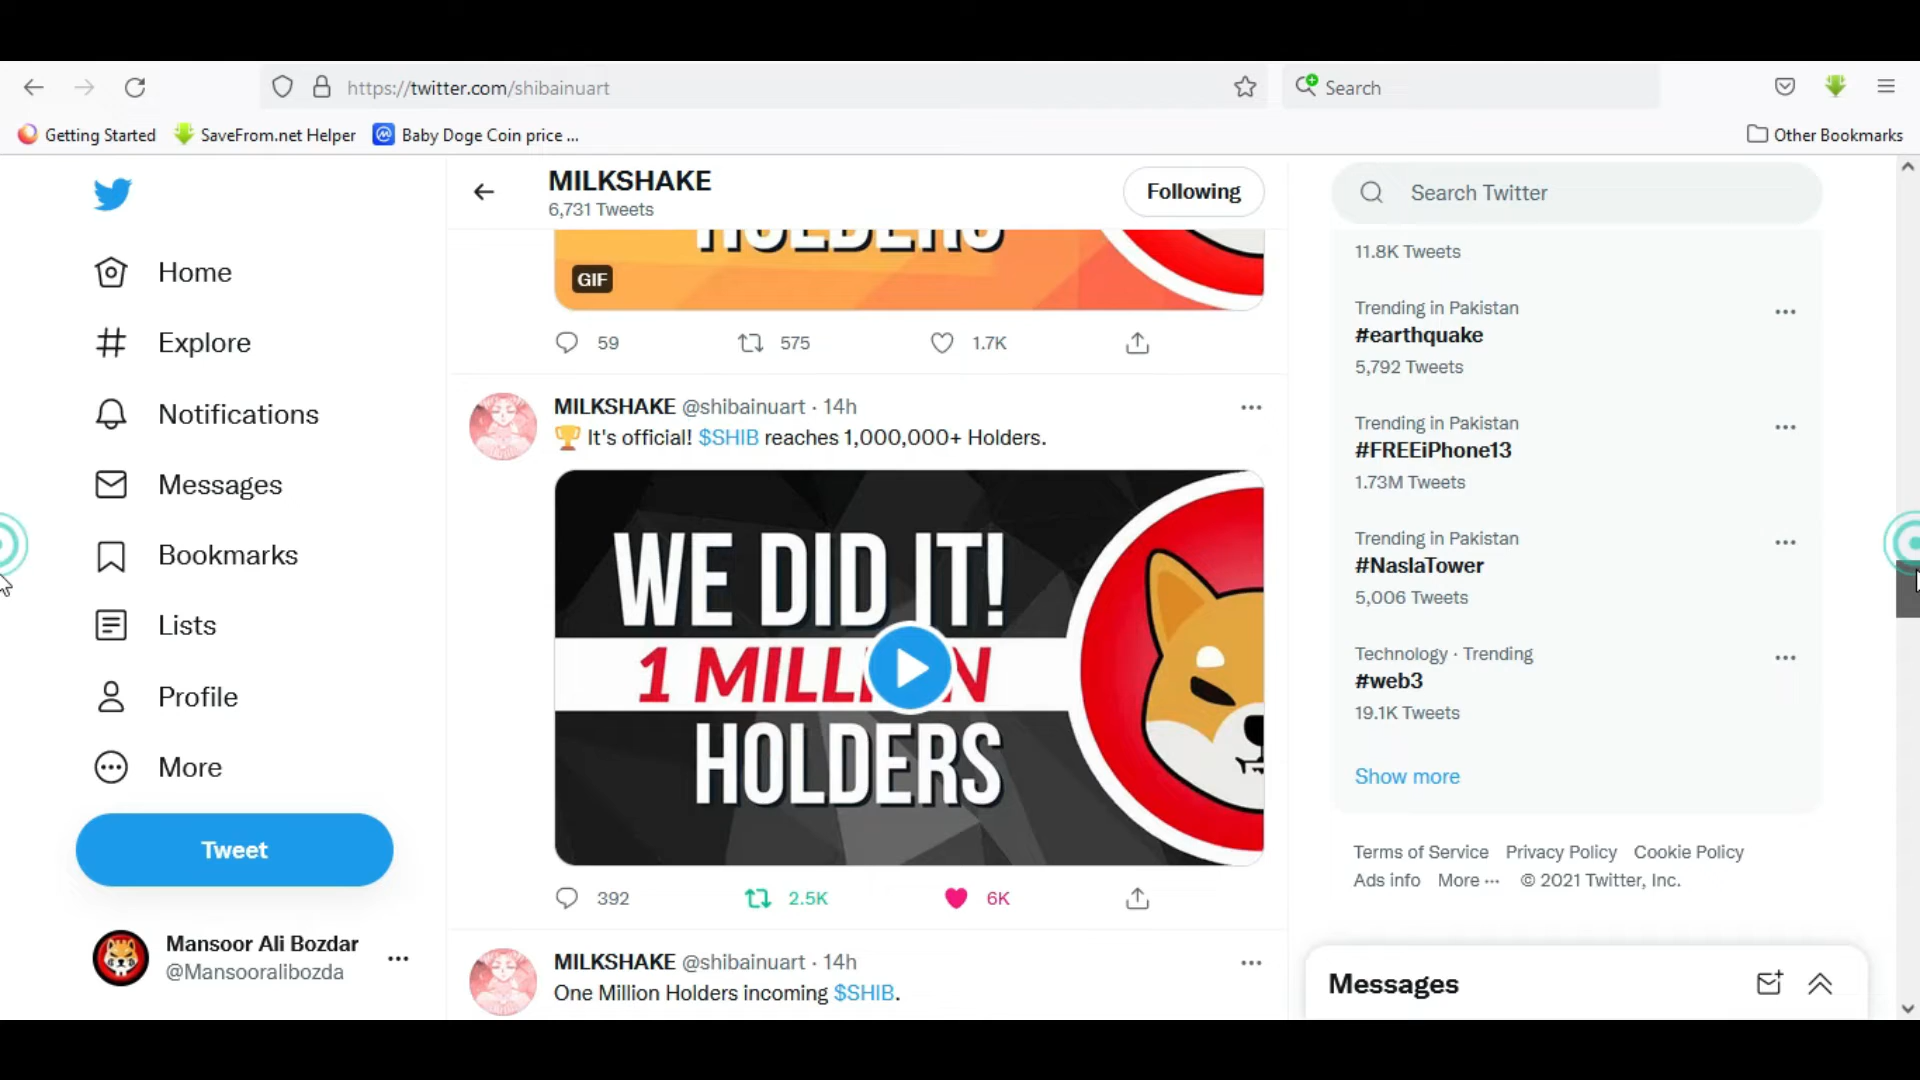 https://twitter.com/shibainuart
Search
Getting Started
SaveFrom.net Helper
Baby Doge Coin price ...
Other Bookmarks
Home
Explore
Notifications
Messages
Bookmarks
Lists
Profile
More
Tweet
Mansoor Ali Bozdar
@Mansooralibozda
MILKSHAKE
6,731 Tweets
Following
HOLDERS
GIF
59
575
1.7K
MILKSHAKE @shibainuart · 14h
It's official! $SHIB reaches 1,000,000+ Holders.
WE DID IT!
1 MILLION
HOLDERS
392
2.5K
6K
MILKSHAKE @shibainuart · 14h
One Million Holders incoming $SHIB.
Search Twitter
11.8K Tweets
Trending in Pakistan
#earthquake
5,792 Tweets
Trending in Pakistan
#FREEiPhone13
1.73M Tweets
Trending in Pakistan
#NaslaTower
5,006 Tweets
Technology · Trending
#web3
19.1K Tweets
Show more
Terms of Service Privacy Policy Cookie Policy
Ads info More ··· © 2021 Twitter, Inc.
Messages